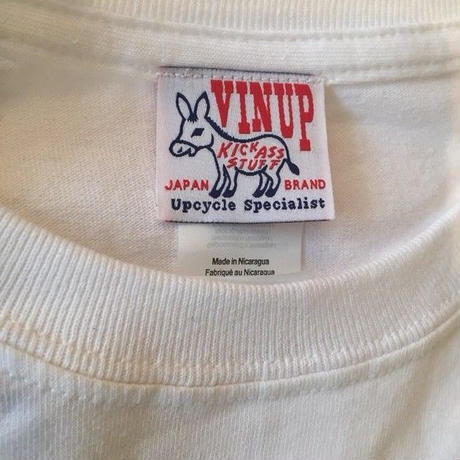 VINUP
KICK ASS
STUFF
JAPAN BRAND
Upcycle Specialist
Made in Nicaragua
Fabriqué au Nicaragua